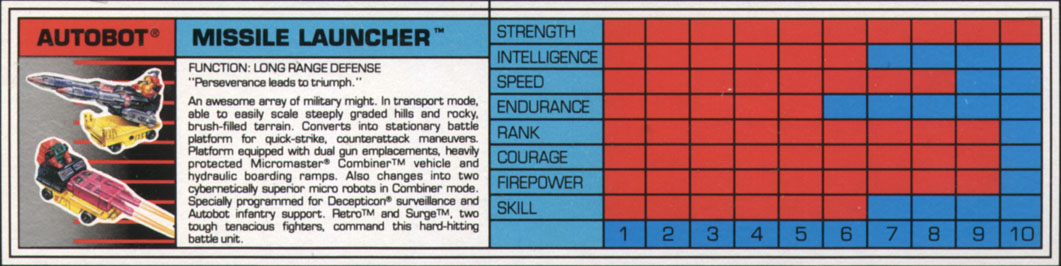 AUTOBOT®
MISSILE LAUNCHER™
FUNCTION: LONG RANGE DEFENSE
"Perseverance leads to triumph."
An awesome array of military might. In transport mode,
able to easily scale steeply graded hills and rocky,
brush-filled terrain. Converts into stationary battle
platform for quick-strike, counterattack maneuvers.
Platform equipped with dual gun emplacements, heavily
protected Micromaster® Combiner™ vehicle and
hydraulic boarding ramps. Also changes into two
cybernetically superior micro robots in Combiner mode.
Specially programmed for Decepticon® surveillance and
Autobot infantry support. Retro™ and Surge™, two
tough tenacious fighters, command this hard-hitting
battle unit.
STRENGTH
INTELLIGENCE
SPEED
ENDURANCE
RANK
COURAGE
FIREPOWER
SKILL
1 2 3 4 5 6 7 8 9 10